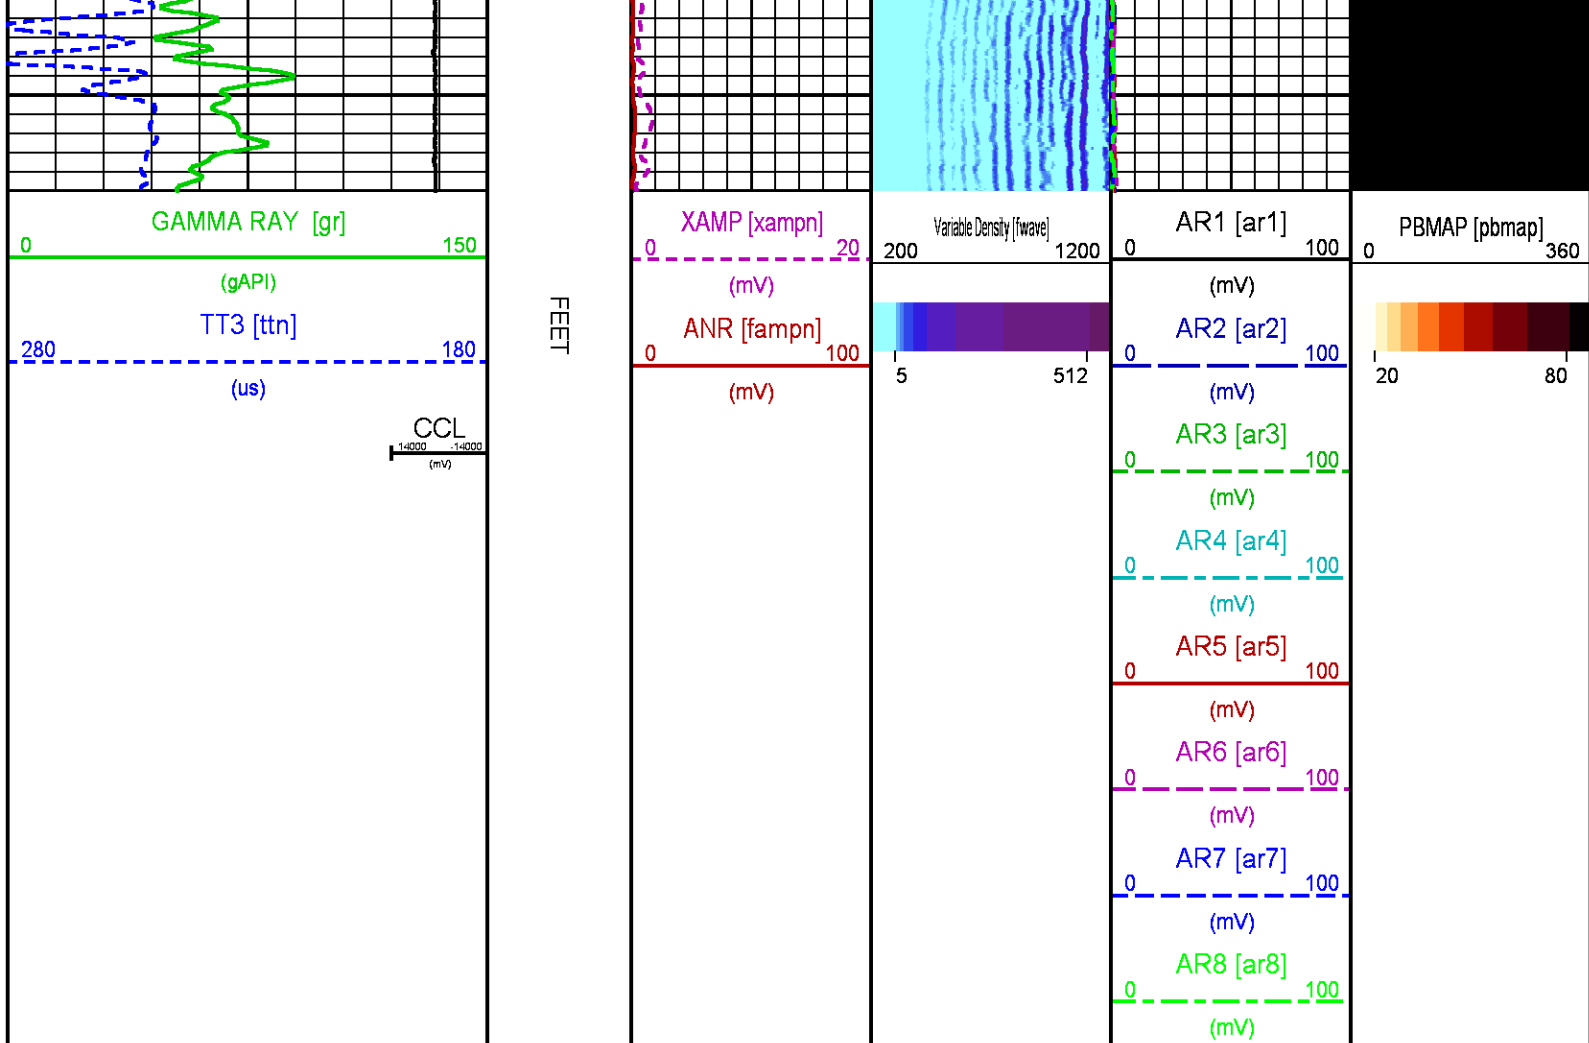 GAMMA RAY [gr]
0 150
(gAPI)
TT3 [ttn]
280 180
(us)
CCL
14000 -14000
(mV)
FEET
XAMP [xampn]
0 20
(mV)
ANR [fampn]
0 100
(mV)
Variable Density [fwave]
200 1200
5 512
AR1 [ar1]
0 100
(mV)
AR2 [ar2]
0 100
(mV)
AR3 [ar3]
0 100
(mV)
AR4 [ar4]
0 100
(mV)
AR5 [ar5]
0 100
(mV)
AR6 [ar6]
0 100
(mV)
AR7 [ar7]
0 100
(mV)
AR8 [ar8]
0 100
(mV)
PBMAP [pbmap]
0 360
20 80